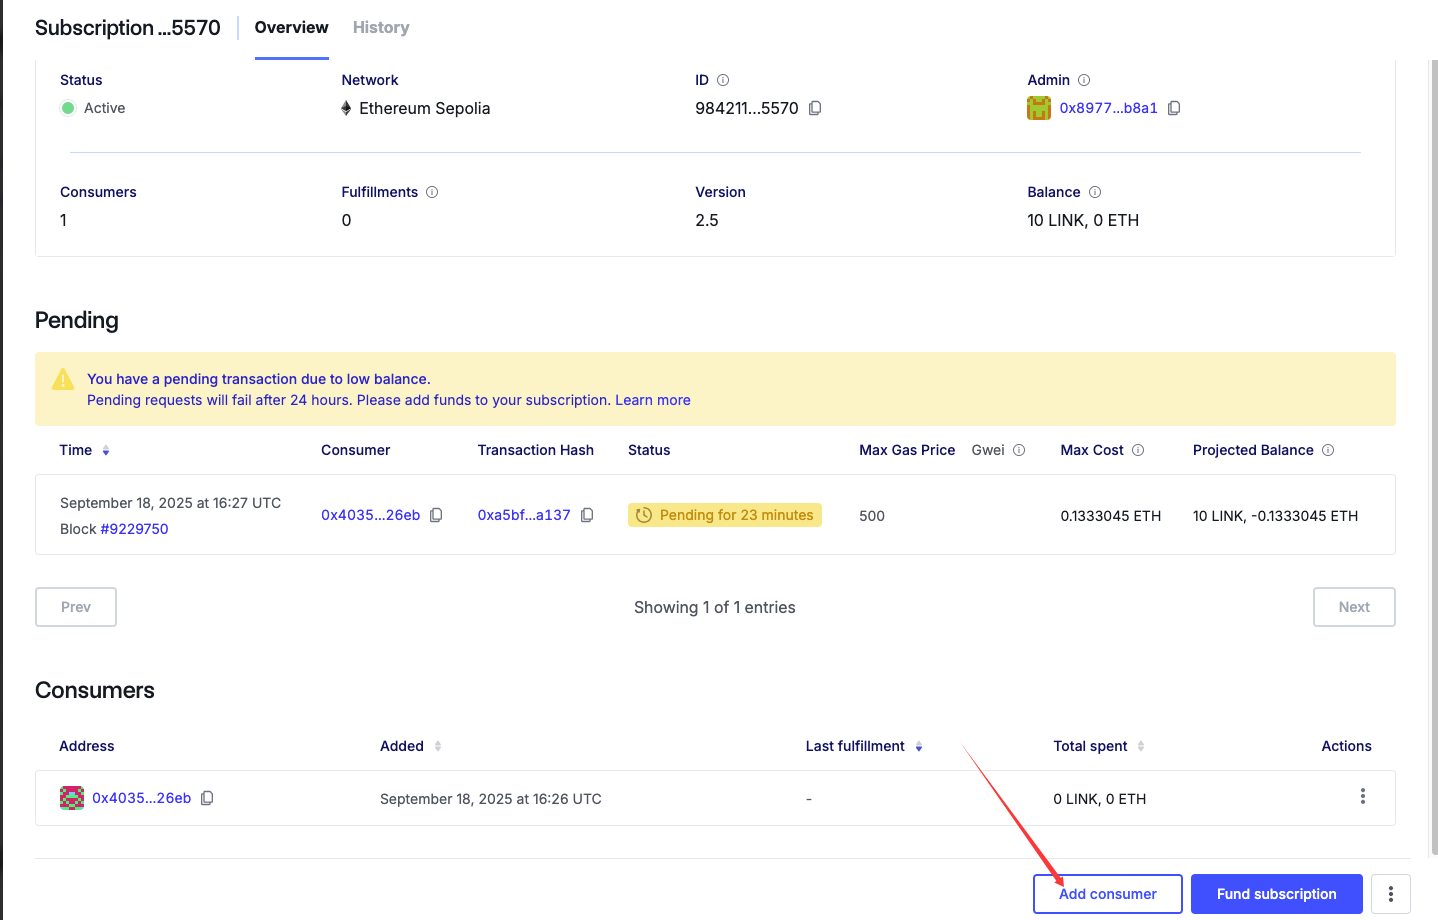 Subscription ...5570 Overview History
Status Network ID Admin
Active Ethereum Sepolia 984211...5570 0x8977...b8a1
Consumers Fulfillments Version Balance
1 0 2.5 10 LINK, 0 ETH
Pending
You have a pending transaction due to low balance.
Pending requests will fail after 24 hours. Please add funds to your subscription. Learn more
Time Consumer Transaction Hash Status Max Gas Price Gwei Max Cost Projected Balance
September 18, 2025 at 16:27 UTC
0x4035...26eb 0xa5bf...a137 Pending for 23 minutes 500 0.1333045 ETH 10 LINK, -0.1333045 ETH
Block #9229750
Prev Showing 1 of 1 entries Next
Consumers
Address Added Last fulfillment Total spent Actions
0x4035...26eb September 18, 2025 at 16:26 UTC - 0 LINK, 0 ETH
Add consumer Fund subscription